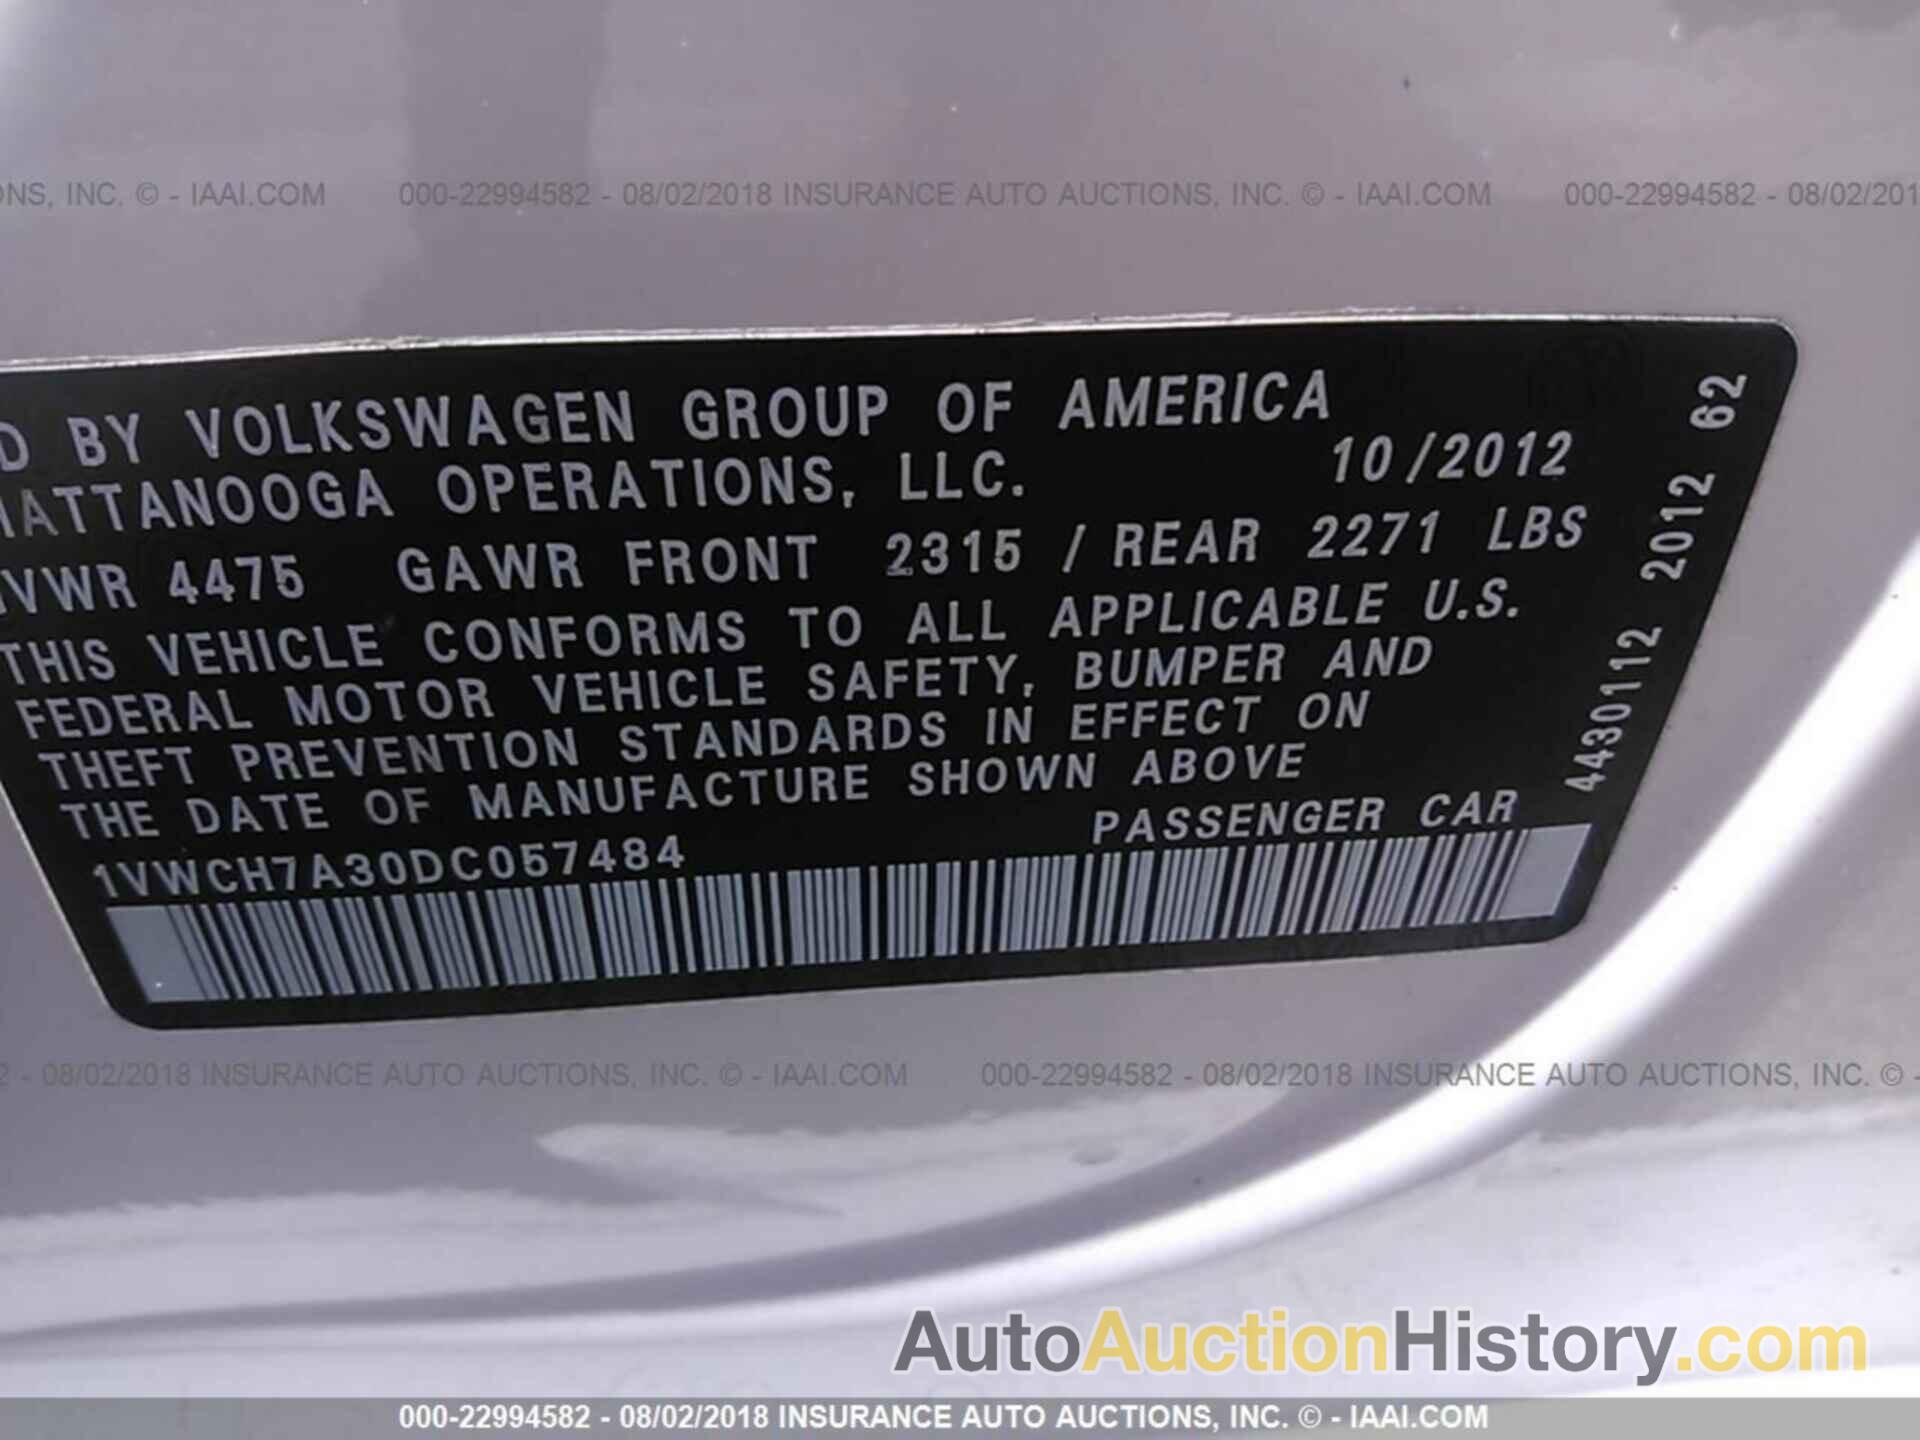 ONS, INC. © - IAAI.COM 000-22994582 - 08/02/2018 INSURANCE AUTO AUCTIONS, INC. © - IAAI.COM 000-22994582 - 08/02/201
D BY VOLKSWAGEN GROUP OF AMERICA
HATTANOOGA OPERATIONS, LLC. 10/2012
VWR 4475 GAWR FRONT 2315 / REAR 2271 LBS
THIS VEHICLE CONFORMS TO ALL APPLICABLE U.S.
FEDERAL MOTOR VEHICLE SAFETY, BUMPER AND
THEFT PREVENTION STANDARDS IN EFFECT ON
THE DATE OF MANUFACTURE SHOWN ABOVE
1VWCH7A30DC057484 PASSENGER CAR
4430112 2012 62
2 - 08/02/2018 INSURANCE AUTO AUCTIONS, INC. © - IAAI.COM 000-22994582 - 08/02/2018 INSURANCE AUTO AUCTIONS, INC. © -
AutoAuctionHistory.com
000-22994582 - 08/02/2018 INSURANCE AUTO AUCTIONS, INC. © - IAAI.COM